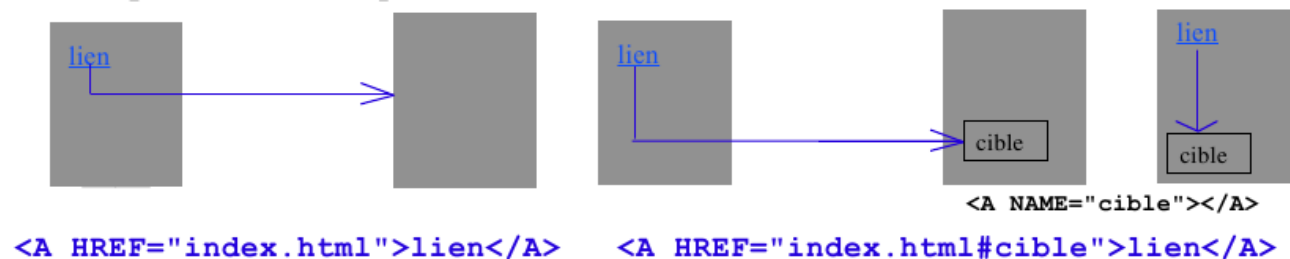 lien
lien
lien
cible
cible
<A NAME="cible"></A>
<A HREF="index.html">lien</A>
<A HREF="index.html#cible">lien</A>